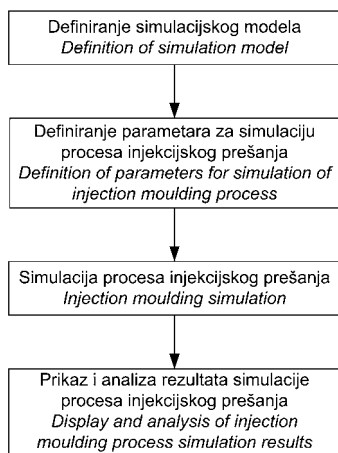 Definiranje simulacijskog modela
Definition of simulation model
Definiranje parametara za simulaciju
procesa injekcijskog prešanja
Definition of parameters for simulation of
injection moulding process
Simulacija procesa injekcijskog prešanja
Injection moulding simulation
Prikaz i analiza rezultata simulacije
procesa injekcijskog prešanja
Display and analysis of injection
moulding process simulation results